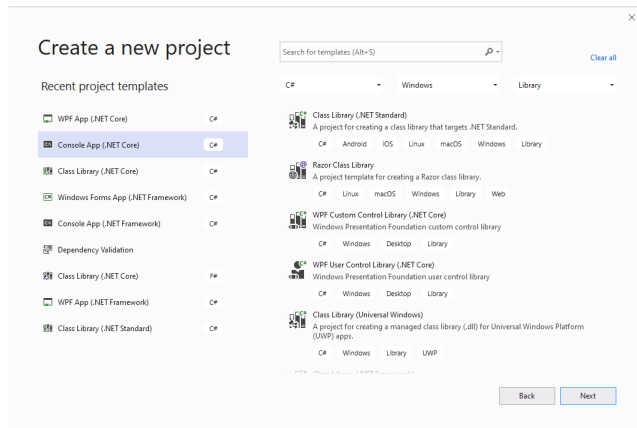 Create a new project
Search for templates (Alt+S)
Clear all
Recent project templates
C# Windows Library
WPF App (.NET Core) C#
Console App (.NET Core) C#
Class Library (.NET Core) C#
Windows Forms App (.NET Framework) C#
Console App (.NET Framework) C#
Dependency Validation
Class Library (.NET Core) F#
WPF App (.NET Framework) C#
Class Library (.NET Standard) C#
Class Library (.NET Standard)
A project for creating a class library that targets .NET Standard.
C# Android iOS Linux macOS Windows Library
Razor Class Library
A project template for creating a Razor class library.
C# Linux macOS Windows Library Web
WPF Custom Control Library (.NET Core)
Windows Presentation Foundation custom control library
C# Windows Desktop Library
WPF User Control Library (.NET Core)
Windows Presentation Foundation user control library
C# Windows Desktop Library
Class Library (Universal Windows)
A project for creating a managed class library (.dll) for Universal Windows Platform
(UWP) apps.
C# Windows Library UWP
Back Next